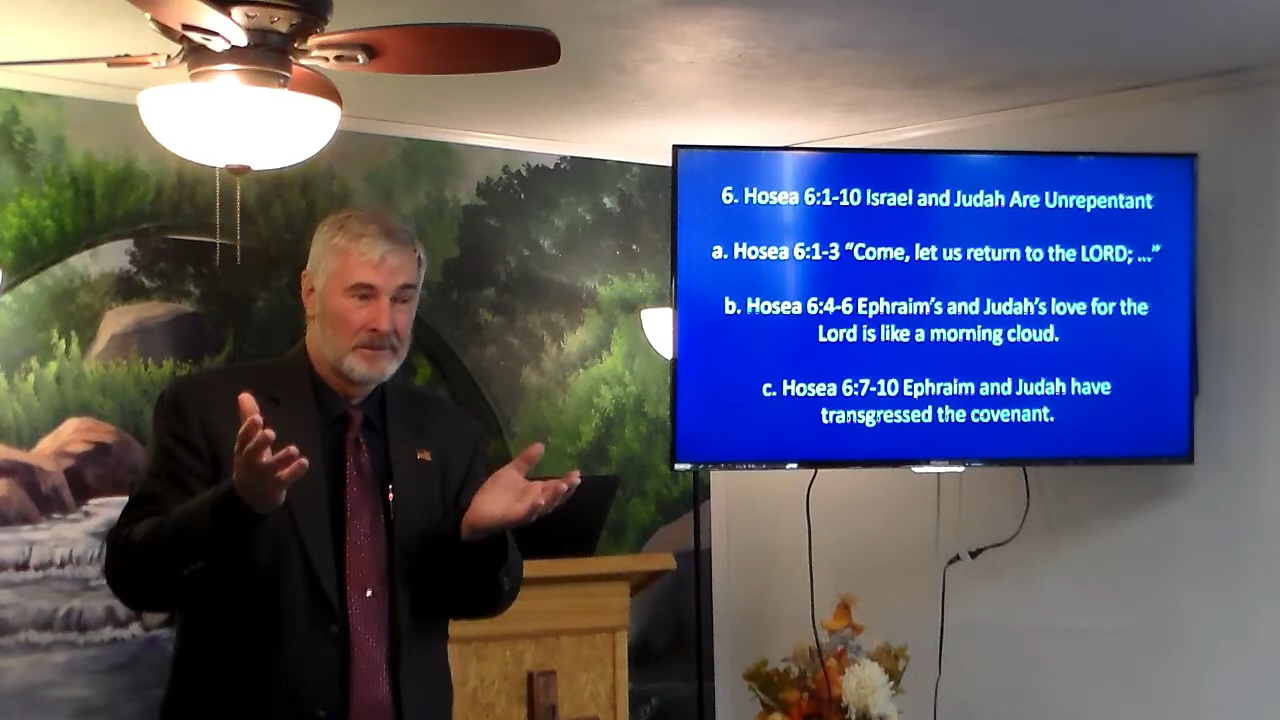 6. Hosea 6:1-10 Israel and Judah Are Unrepentant
a. Hosea 6:1-3 “Come, let us return to the LORD; ...”
b. Hosea 6:4-6 Ephraim’s and Judah’s love for the
Lord is like a morning cloud.
c. Hosea 6:7-10 Ephraim and Judah have
transgressed the covenant.